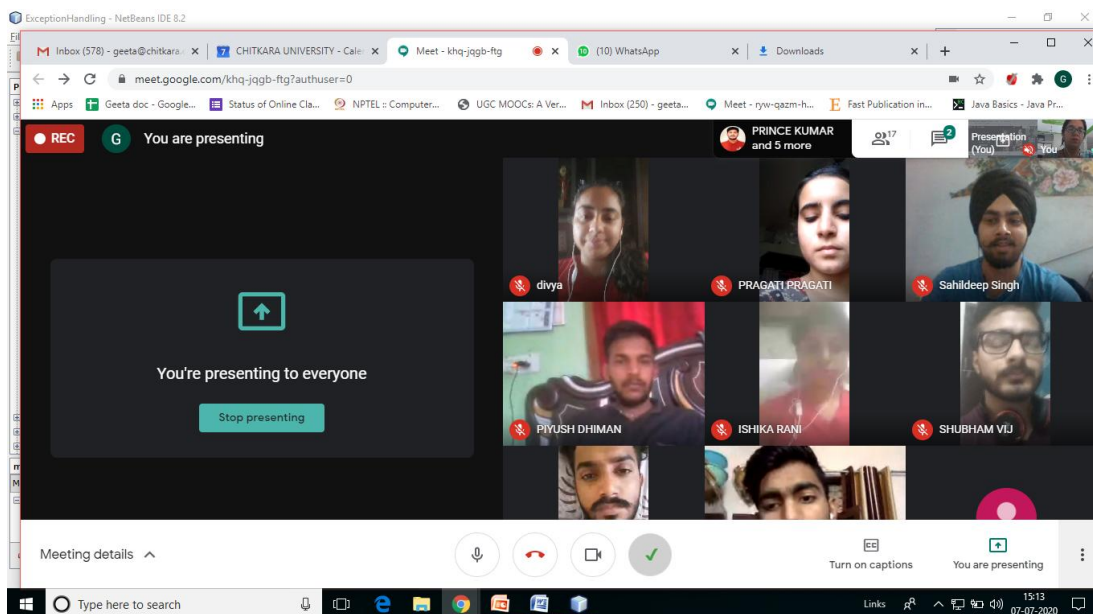 ExceptionHandling - NetBeans IDE 8.2
Inbox (578) - geeta@chitkara.
CHITKARA UNIVERSITY - Cale
Meet - khq-jqgb-ftg
(10) WhatsApp
Downloads
meet.google.com/khq-jqgb-ftg?authuser=0
Apps
Geeta doc - Google...
Status of Online Cla...
NPTEL :: Computer...
UGC MOOCs: A Ver...
Inbox (250) - geeta...
Meet - ryw-qazm-h...
Fast Publication in...
Java Basics - Java Pr...
REC
G
You are presenting
PRINCE KUMAR
and 5 more
17
2
Presentation
(You)
You
divya
PRAGATI PRAGATI
Sahildeep Singh
You're presenting to everyone
Stop presenting
PIYUSH DHIMAN
ISHIKA RANI
SHUBHAM VIJ
Meeting details
Turn on captions
You are presenting
Type here to search
Links
15:13
07-07-2020